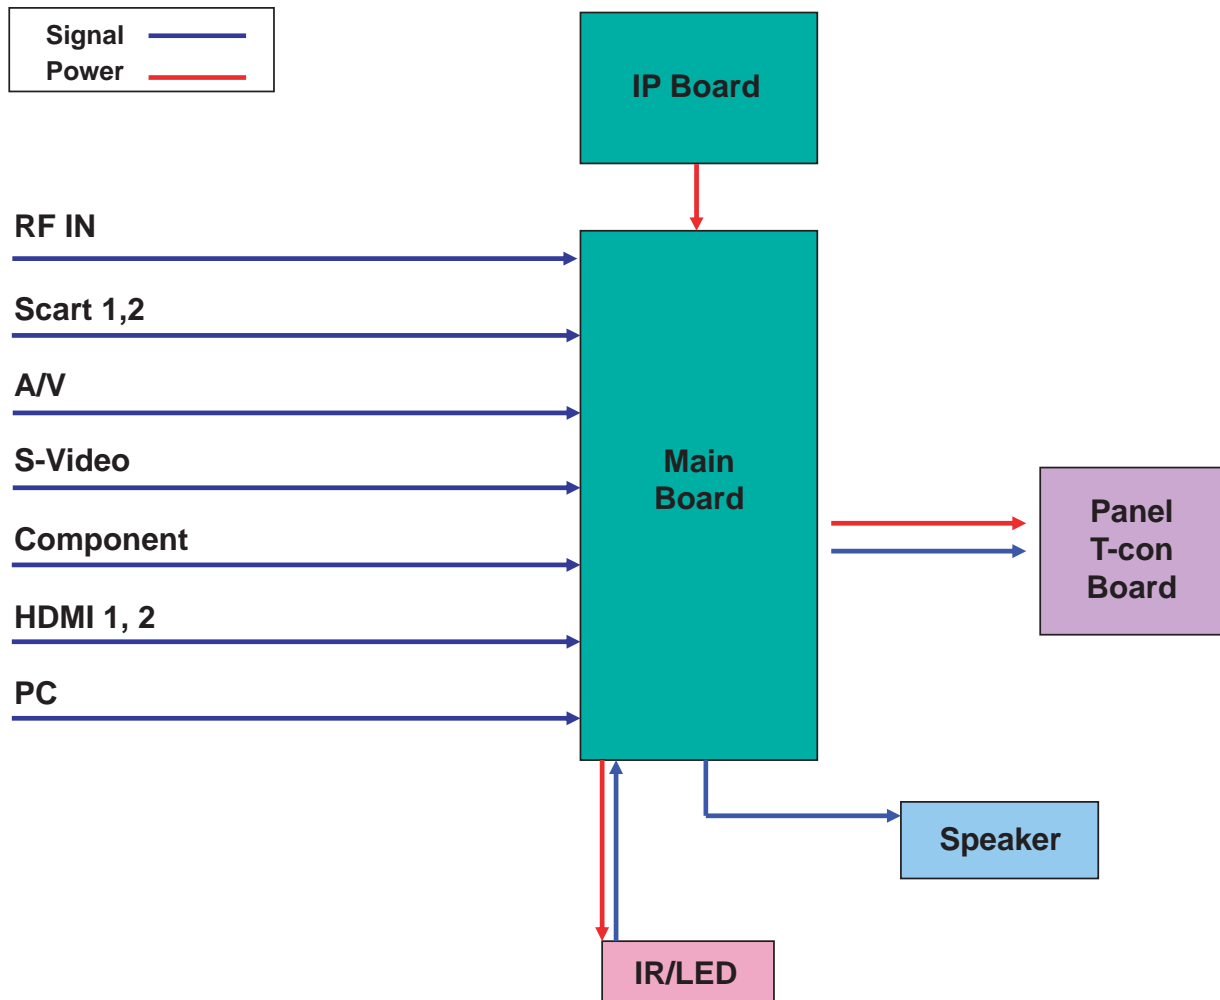 Signal
Power
IP Board
RF IN
Scart 1,2
A/V
S-Video
Component
HDMI 1, 2
PC
Main
Board
Panel
T-con
Board
Speaker
IR/LED